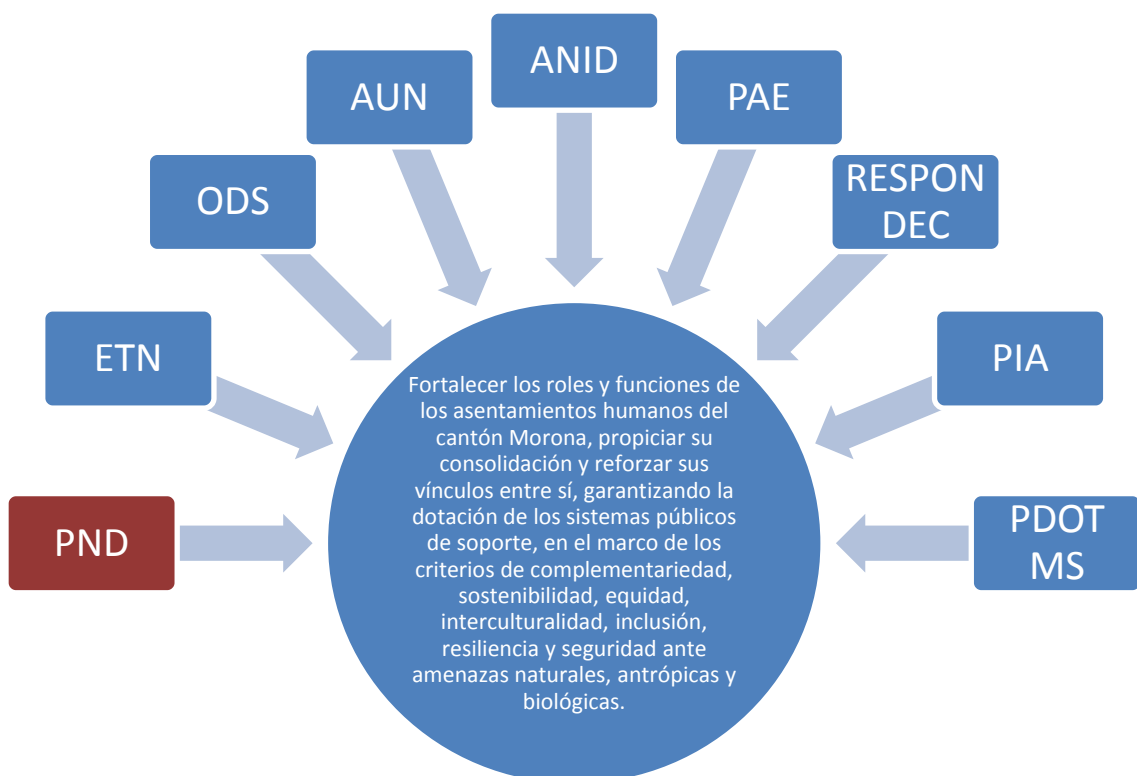 ANID
AUN
PAE
ODS
RESPON
DEC
ETN
PIA
PND
PDOT
MS
Fortalecer los roles y funciones de
los asentamientos humanos del
cantón Morona, propiciar su
consolidación y reforzar sus
vínculos entre sí, garantizando la
dotación de los sistemas públicos
de soporte, en el marco de los
criterios de complementariedad,
sostenibilidad, equidad,
interculturalidad, inclusión,
resiliencia y seguridad ante
amenazas naturales, antrópicas y
biológicas.